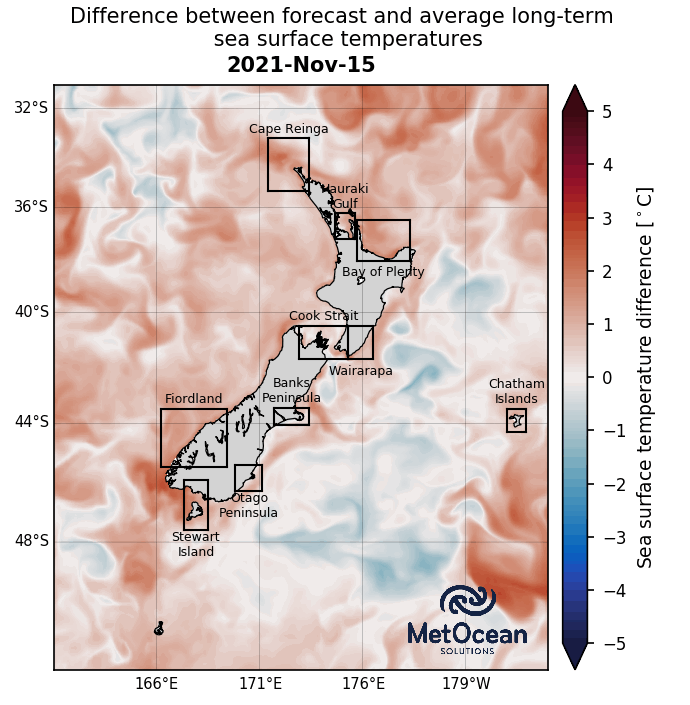 Difference between forecast and average long-term
sea surface temperatures
2021-Nov-15
32°S
36°S
40°S
44°S
48°S
Cape Reinga
Hauraki
Gulf
Bay of Plenty
Cook Strait
Wairarapa
Banks
Peninsula
Fiordland
Chatham
Islands
Otago
Peninsula
Stewart
Island
MetOcean
SOLUTIONS
166°E
171°E
176°E
179°W
5
4
3
2
1
0
−1
−2
−3
−4
−5
Sea surface temperature difference [°C]